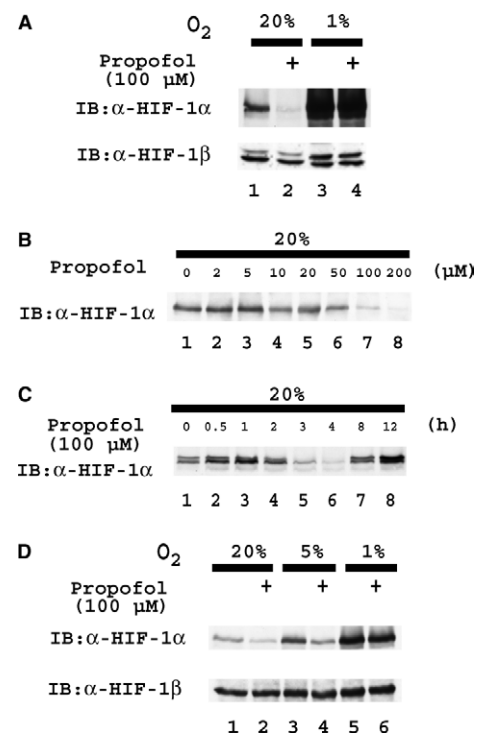 A
O2 20% 1%
Propofol + +
(100 µM)
IB:α-HIF-1α
IB:α-HIF-1β
1 2 3 4
B
20%
Propofol 0 2 5 10 20 50 100 200 (µM)
IB:α-HIF-1α
1 2 3 4 5 6 7 8
C
20%
Propofol 0 0.5 1 2 3 4 8 12 (h)
(100 µM)
IB:α-HIF-1α
1 2 3 4 5 6 7 8
D
O2 20% 5% 1%
Propofol + + +
(100 µM)
IB:α-HIF-1α
IB:α-HIF-1β
1 2 3 4 5 6